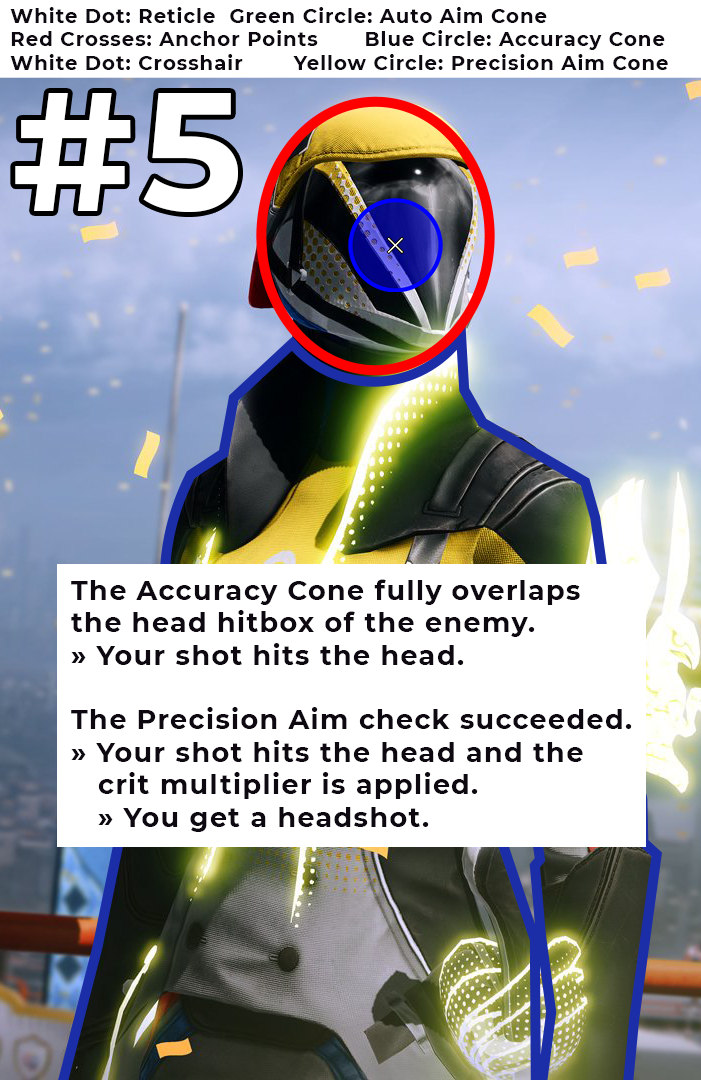 White Dot: Reticle  Green Circle: Auto Aim Cone
Red Crosses: Anchor Points  Blue Circle: Accuracy Cone
White Dot: Crosshair  Yellow Circle: Precision Aim Cone
#5
The Accuracy Cone fully overlaps
the head hitbox of the enemy.
» Your shot hits the head.
The Precision Aim check succeeded.
» Your shot hits the head and the
crit multiplier is applied.
» You get a headshot.